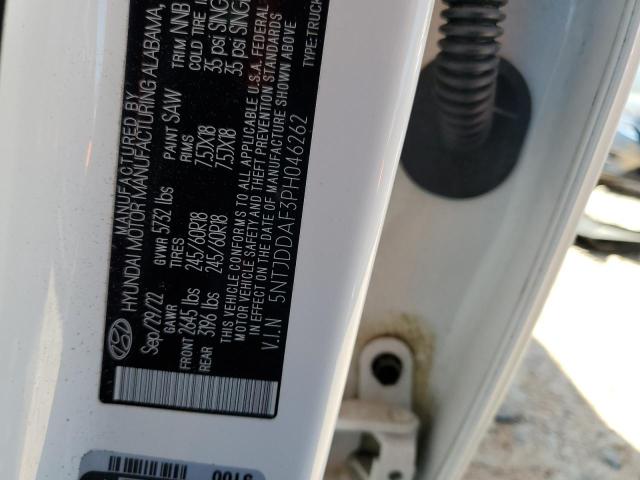 MANUFACTURED BY
HYUNDAI MOTOR MANUFACTURING ALABAMA,
Sep/29/22 GVWR 5732 lbs PAINT SAW TRIM NNB
GAWR TIRES RIMS COLD TIRE
FRONT 2645 lbs 245/60R18 7.5JX18 35 psi SING
REAR 3196 lbs 245/60R18 7.5JX18 35 psi SING
THIS VEHICLE CONFORMS TO ALL APPLICABLE U.S.A. FEDERAL
MOTOR VEHICLE SAFETY AND THEFT PREVENTION STANDARDS
IN EFFECT ON THE DATE OF MANUFACTURE SHOWN ABOVE
V.I.N 5NTJDDAF3PH046262 TYPE:TRUCK